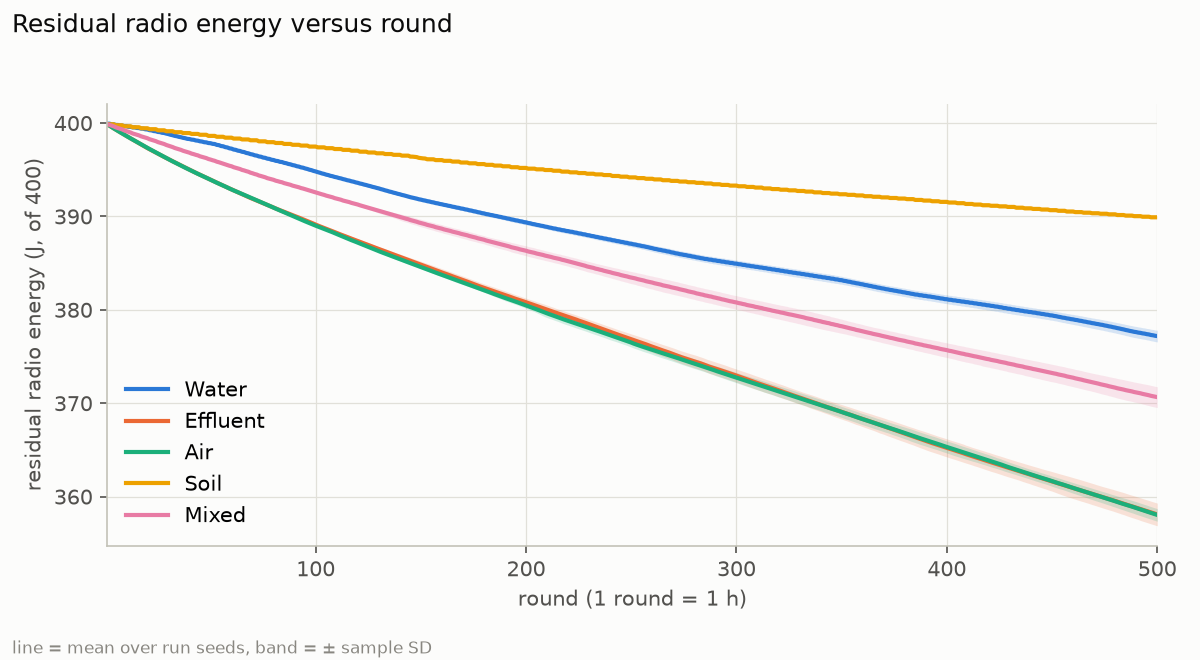 Residual radio energy versus round
residual radio energy (J, of 400)
400
390
380
370
360
Water
Effluent
Air
Soil
Mixed
100 200 300 400 500
round (1 round = 1 h)
line = mean over run seeds, band = ± sample SD